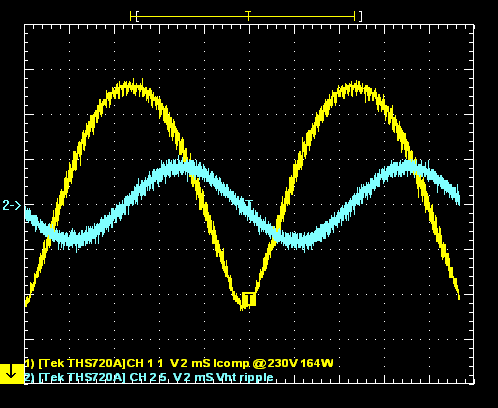 [ T ]
2->
T
T
1) [Tek THS720A]CH 1 1 V 2 mS Icomp @230V 164W
2) [Tek THS720A] CH 2 5 V 2 mS Vht ripple